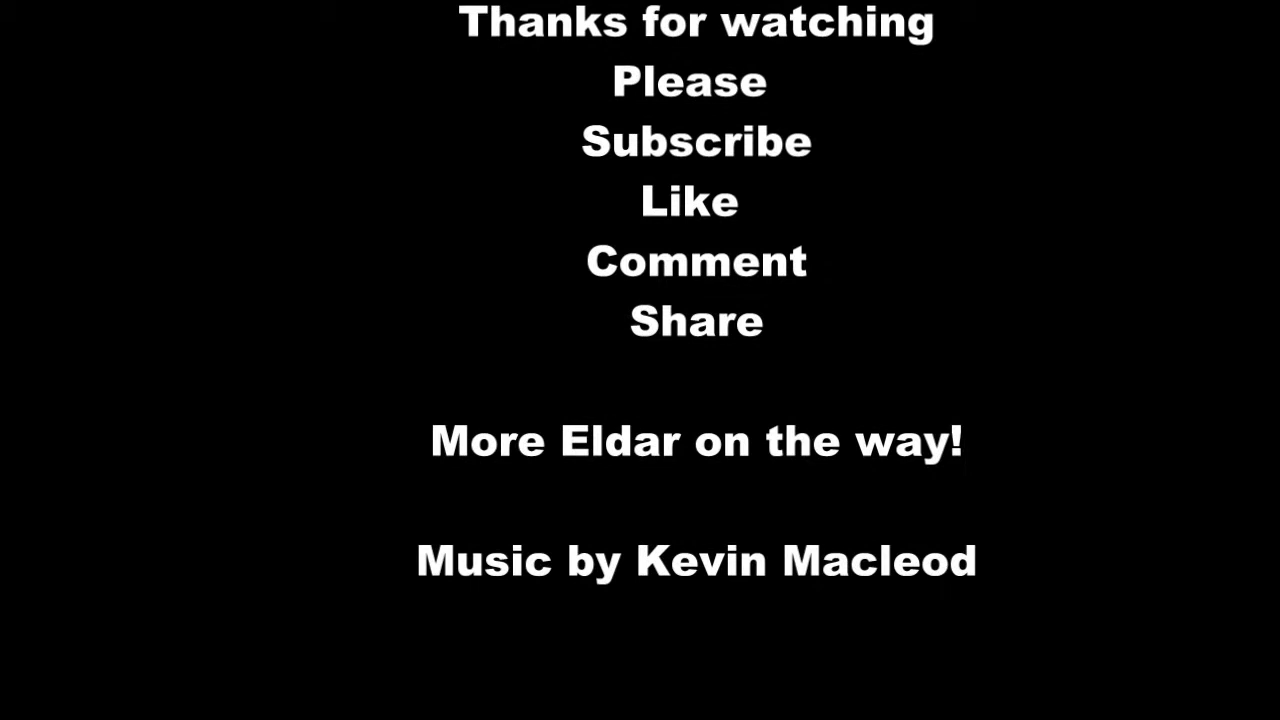 Thanks for watching
Please
Subscribe
Like
Comment
Share
More Eldar on the way!
Music by Kevin Macleod